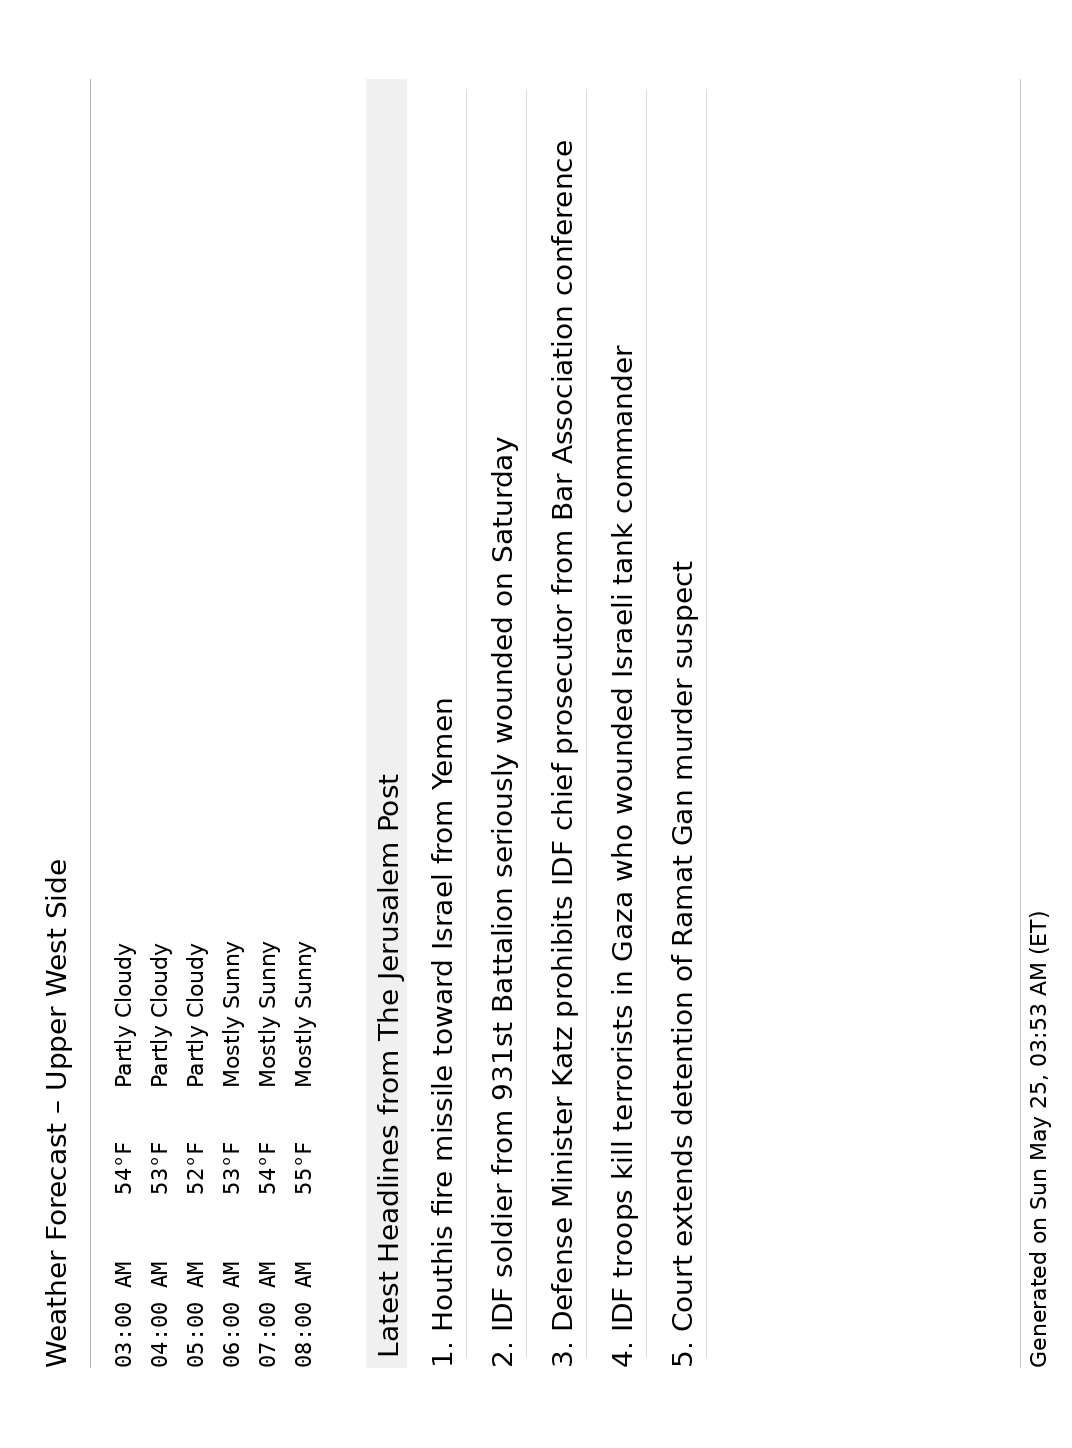 Weather Forecast – Upper West Side
03:00 AM 54°F Partly Cloudy
04:00 AM 53°F Partly Cloudy
05:00 AM 52°F Partly Cloudy
06:00 AM 53°F Mostly Sunny
07:00 AM 54°F Mostly Sunny
08:00 AM 55°F Mostly Sunny
Latest Headlines from The Jerusalem Post
1. Houthis fire missile toward Israel from Yemen
2. IDF soldier from 931st Battalion seriously wounded on Saturday
3. Defense Minister Katz prohibits IDF chief prosecutor from Bar Association conference
4. IDF troops kill terrorists in Gaza who wounded Israeli tank commander
5. Court extends detention of Ramat Gan murder suspect
Generated on Sun May 25, 03:53 AM (ET)